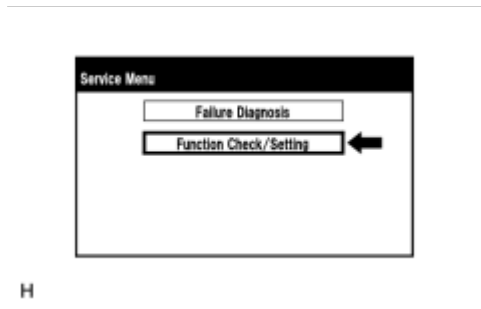 Service Menu
Failure Diagnosis
Function Check/Setting
H